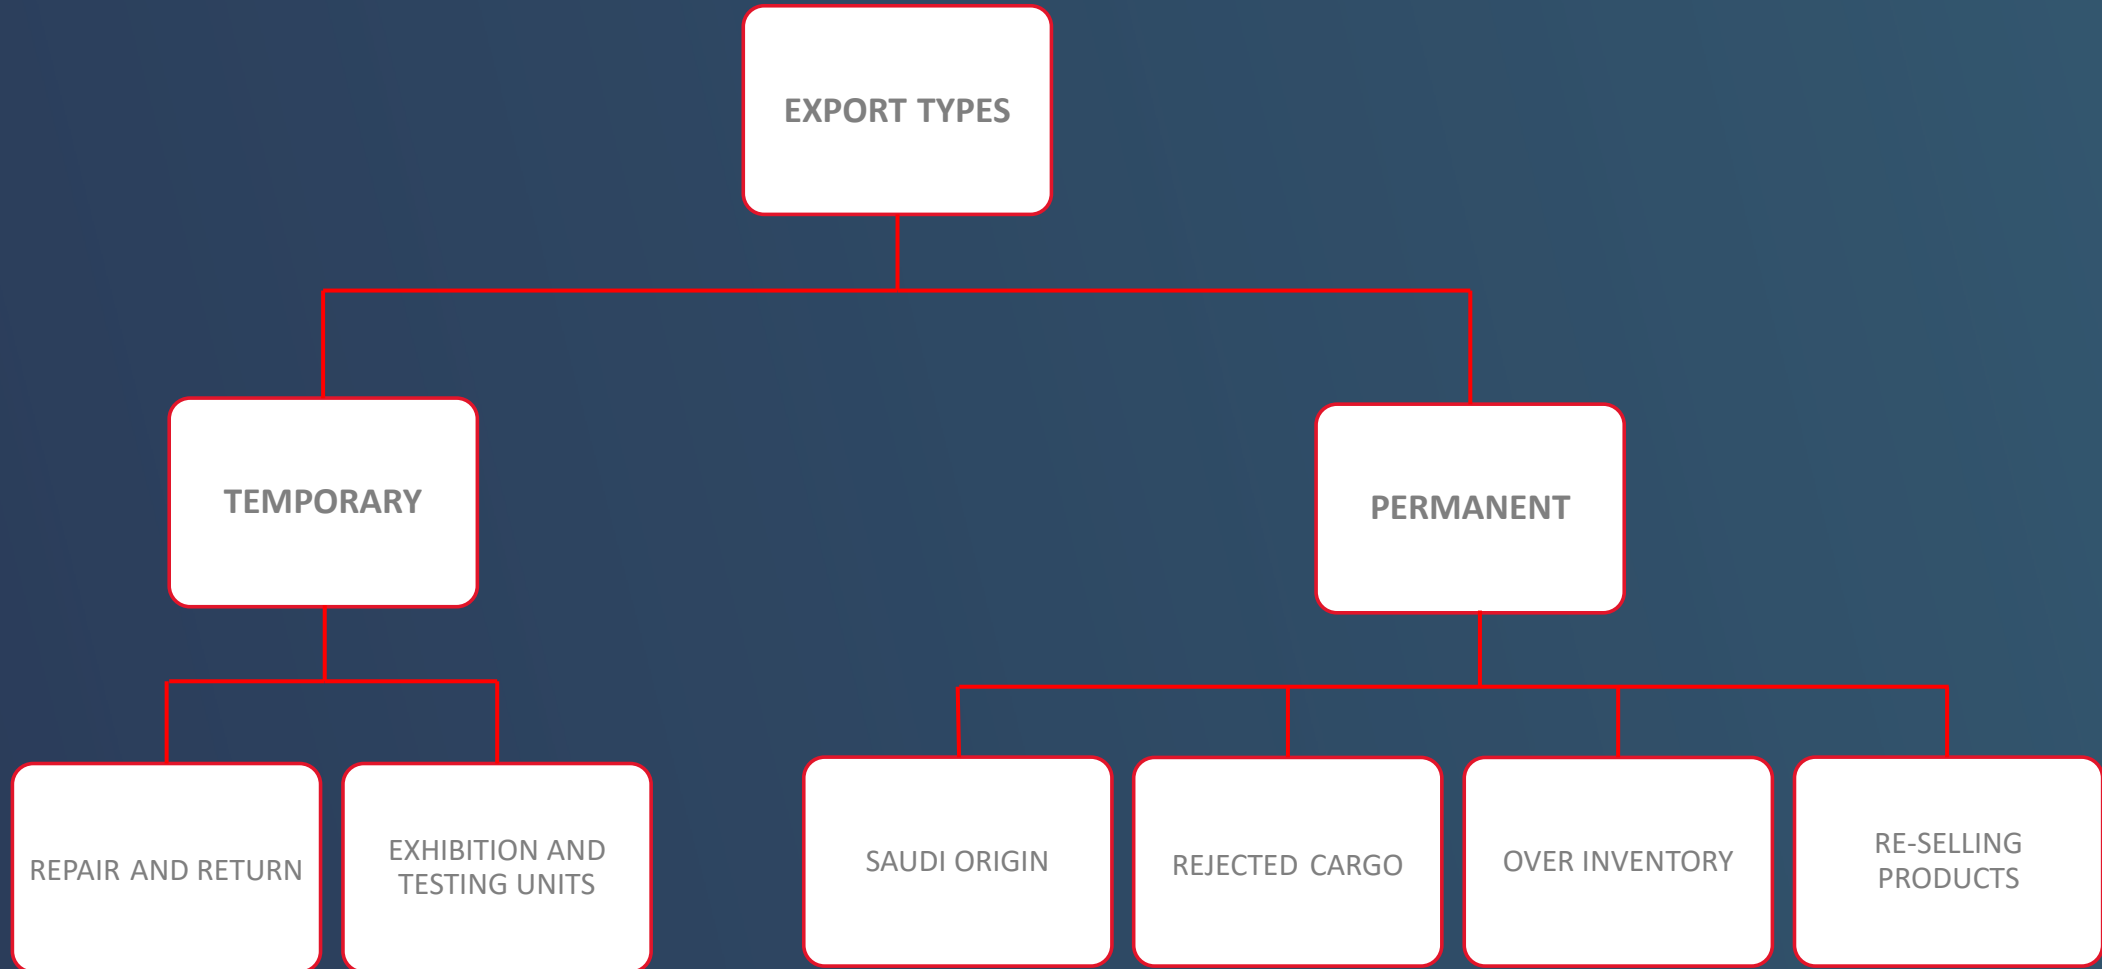 EXPORT TYPES
TEMPORARY
PERMANENT
REPAIR AND RETURN
EXHIBITION AND
TESTING UNITS
SAUDI ORIGIN
REJECTED CARGO
OVER INVENTORY
RE-SELLING
PRODUCTS